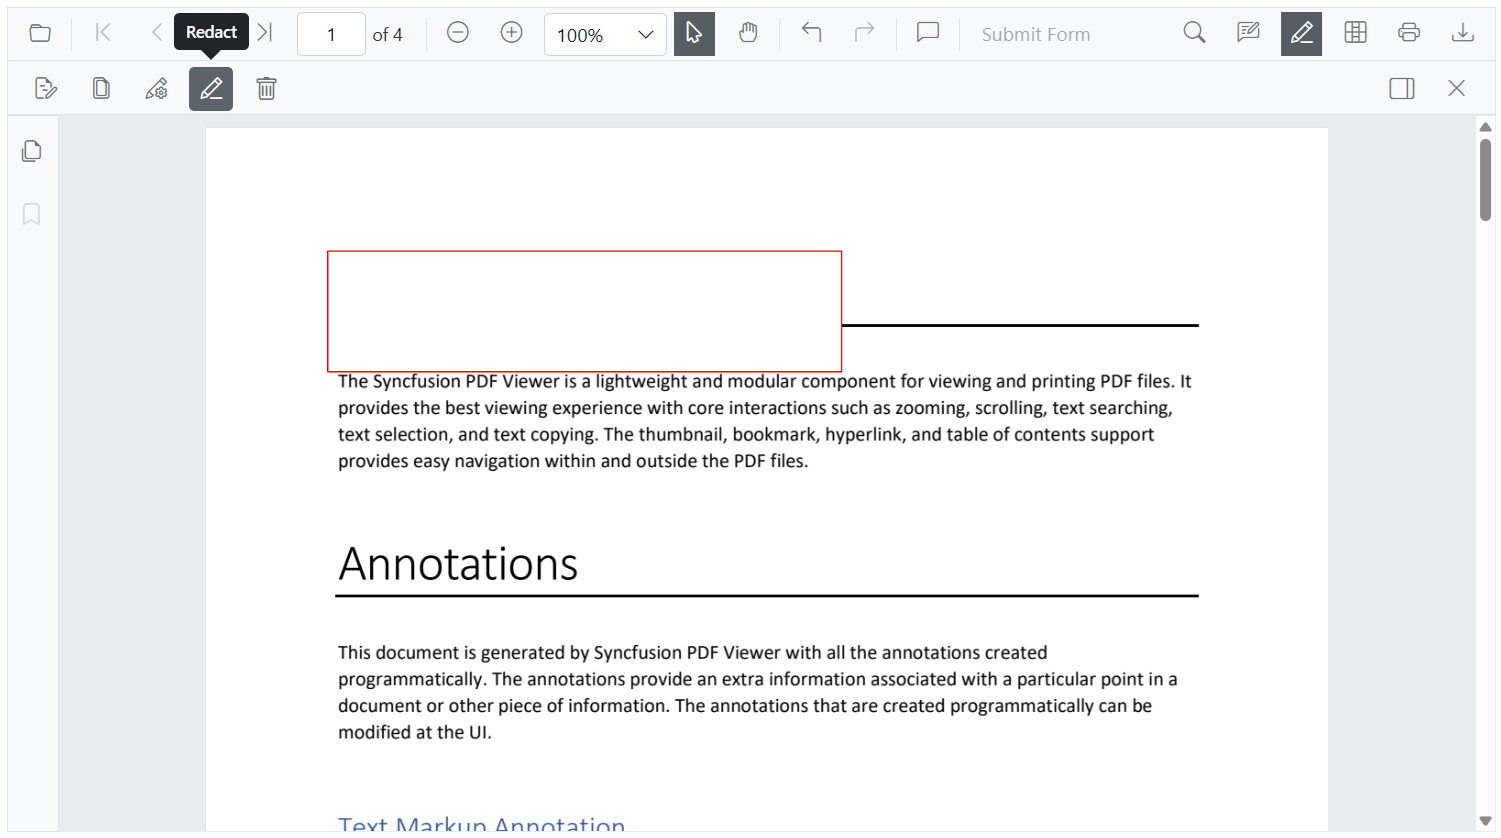 Redact
1 of 4
100%
Submit Form
The Syncfusion PDF Viewer is a lightweight and modular component for viewing and printing PDF files. It
provides the best viewing experience with core interactions such as zooming, scrolling, text searching,
text selection, and text copying. The thumbnail, bookmark, hyperlink, and table of contents support
provides easy navigation within and outside the PDF files.
Annotations
This document is generated by Syncfusion PDF Viewer with all the annotations created
programmatically. The annotations provide an extra information associated with a particular point in a
document or other piece of information. The annotations that are created programmatically can be
modified at the UI.
Text Markup Annotation